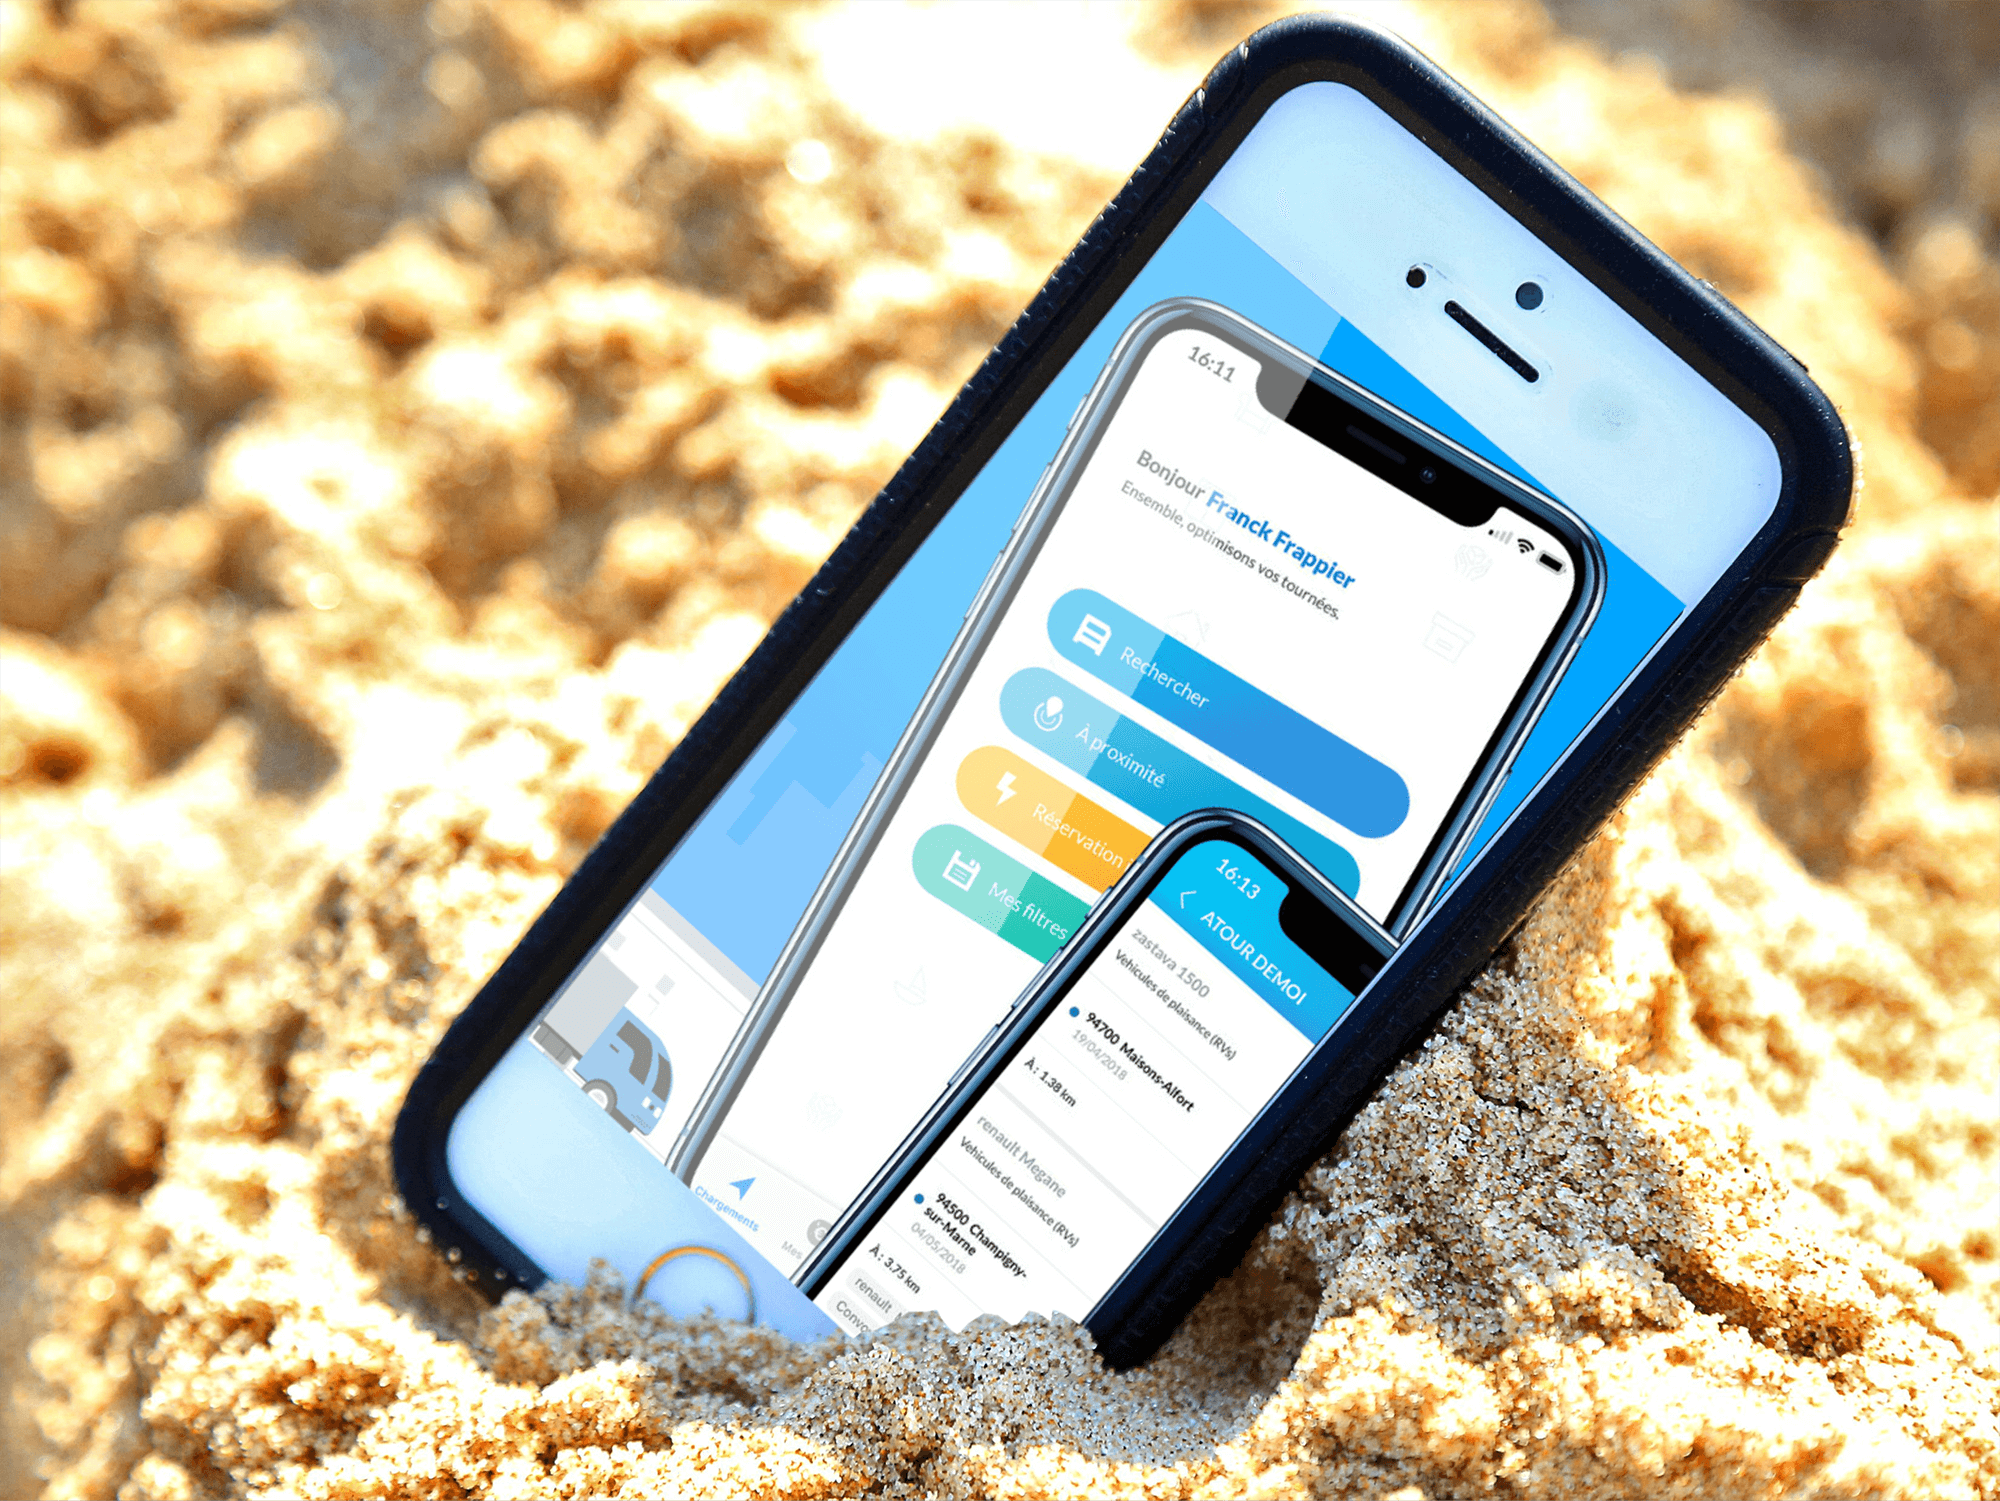 16:11
Bonjour Franck Frappier
Ensemble, optimisons vos tournées.
Rechercher
À proximité
Réservation
Mes filtres
Chargements
Mes
16:13
ATOUR DEMOI
zastava 1500
Vehicules de plaisance (RVs)
94700 Maisons-Alfort
19/04/2018
À : 1.38 km
renault Megane
Vehicules de plaisance (RVs)
94500 Champigny-
sur-Marne
04/05/2018
À : 3.75 km
renault
Convo